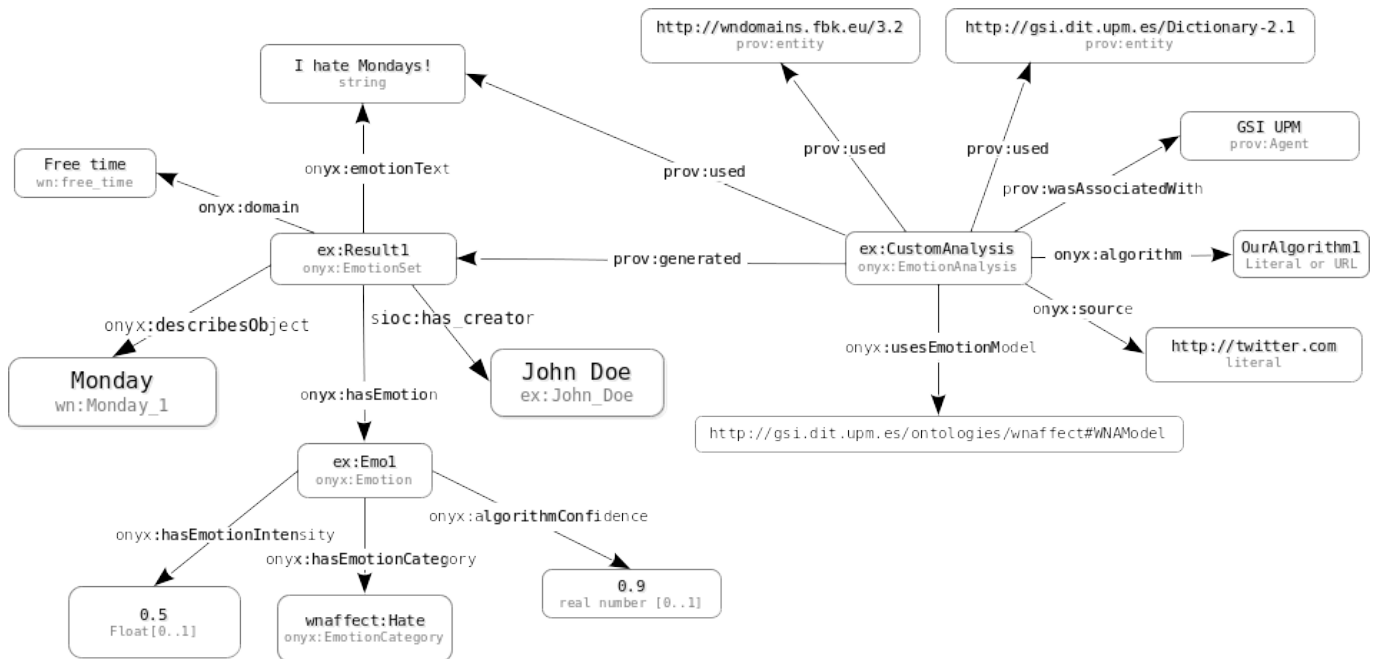 http://wndomains.fbk.eu/3.2
prov:entity
http://gsi.dit.upm.es/Dictionary-2.1
prov:entity
I hate Mondays!
string
GSI UPM
prov:Agent
Free time
wn:free_time
onyx:emotionText
prov:used
prov:used
prov:used
prov:wasAssociatedWith
onyx:domain
ex:Result1
onyx:EmotionSet
prov:generated
ex:CustomAnalysis
onyx:EmotionAnalysis
onyx:algorithm
OurAlgorithm1
Literal or URL
onyx:describesObject
sioc:has_creator
onyx:source
onyx:usesEmotionModel
http://twitter.com
literal
Monday
wn:Monday_1
John Doe
ex:John_Doe
onyx:hasEmotion
http://gsi.dit.upm.es/ontologies/wnaffect#WNAModel
ex:Emo1
onyx:Emotion
onyx:algorithmConfidence
onyx:hasEmotionIntensity
onyx:hasEmotionCategory
0.5
Float[0..1]
wnaffect:Hate
onyx:EmotionCategory
0.9
real number [0..1]